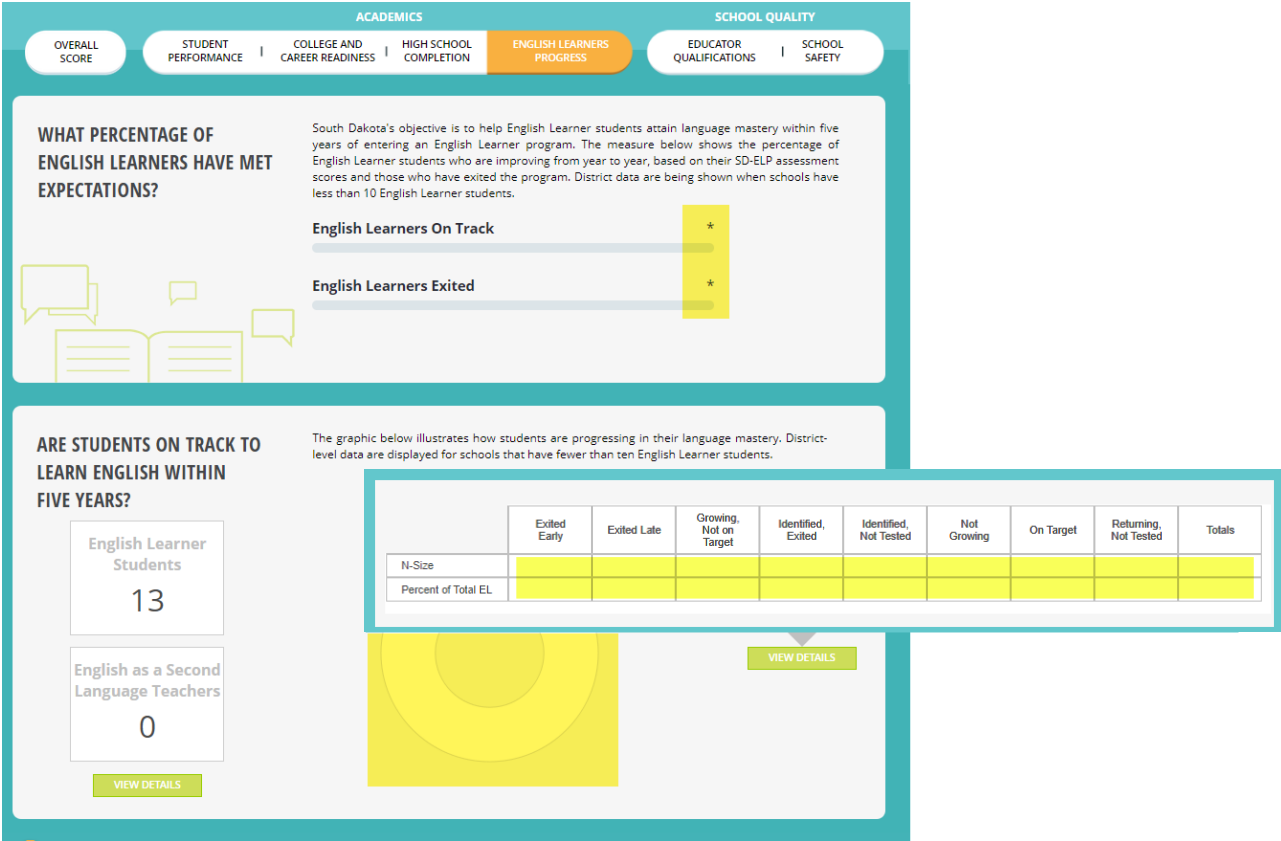 ACADEMICS
SCHOOL QUALITY
OVERALL
SCORE
STUDENT
PERFORMANCE
COLLEGE AND
CAREER READINESS
HIGH SCHOOL
COMPLETION
ENGLISH LEARNERS
PROGRESS
EDUCATOR
QUALIFICATIONS
SCHOOL
SAFETY
WHAT PERCENTAGE OF
ENGLISH LEARNERS HAVE MET
EXPECTATIONS?
South Dakota's objective is to help English Learner students attain language mastery within five
years of entering an English Learner program. The measure below shows the percentage of
English Learner students who are improving from year to year, based on their SD-ELP assessment
scores and those who have exited the program. District data are being shown when schools have
less than 10 English Learner students.
English Learners On Track *
English Learners Exited *
ARE STUDENTS ON TRACK TO
LEARN ENGLISH WITHIN
FIVE YEARS?
The graphic below illustrates how students are progressing in their language mastery. District-
level data are displayed for schools that have fewer than ten English Learner students.
English Learner
Students
13
English as a Second
Language Teachers
0
VIEW DETAILS
Exited
Early
Exited Late
Growing,
Not on
Target
Identified,
Exited
Identified,
Not Tested
Not
Growing
On Target
Returning,
Not Tested
Totals
N-Size
Percent of Total EL
VIEW DETAILS